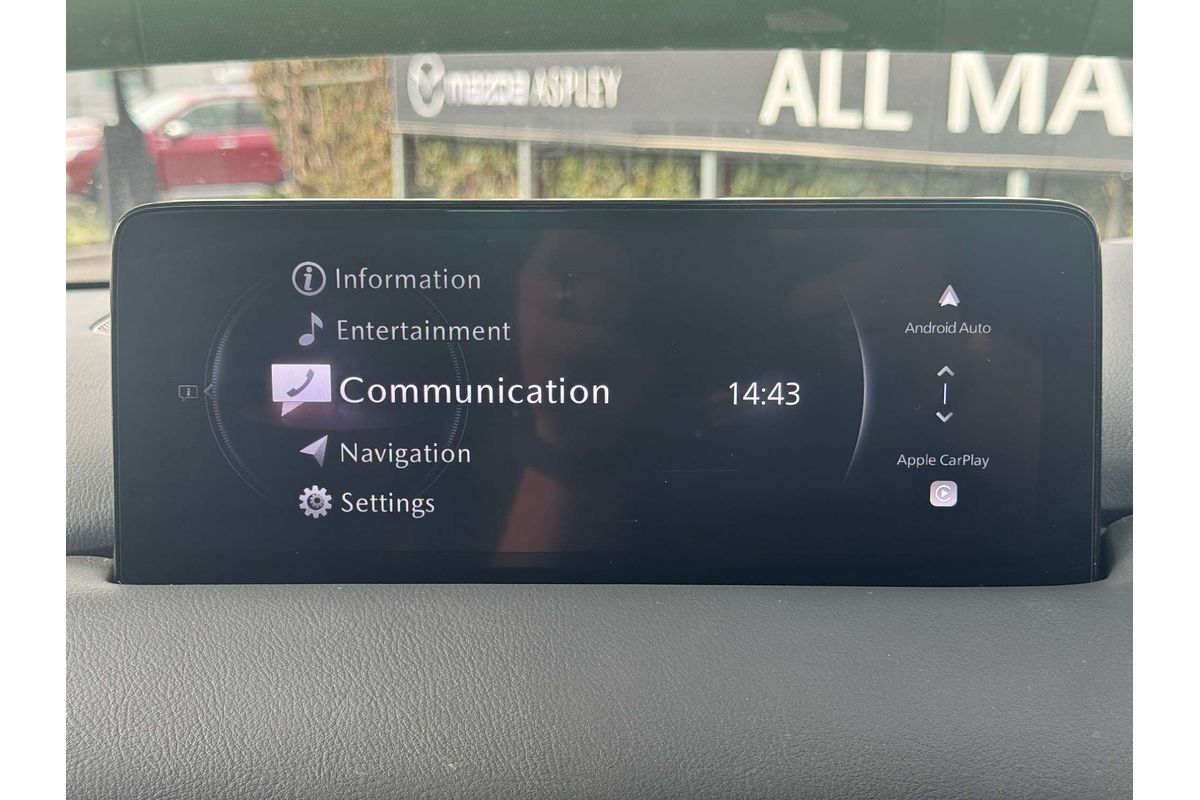 mazda ASPLEY
ALL MA
Information
Entertainment
Communication
Navigation
Settings
14:43
Android Auto
Apple CarPlay